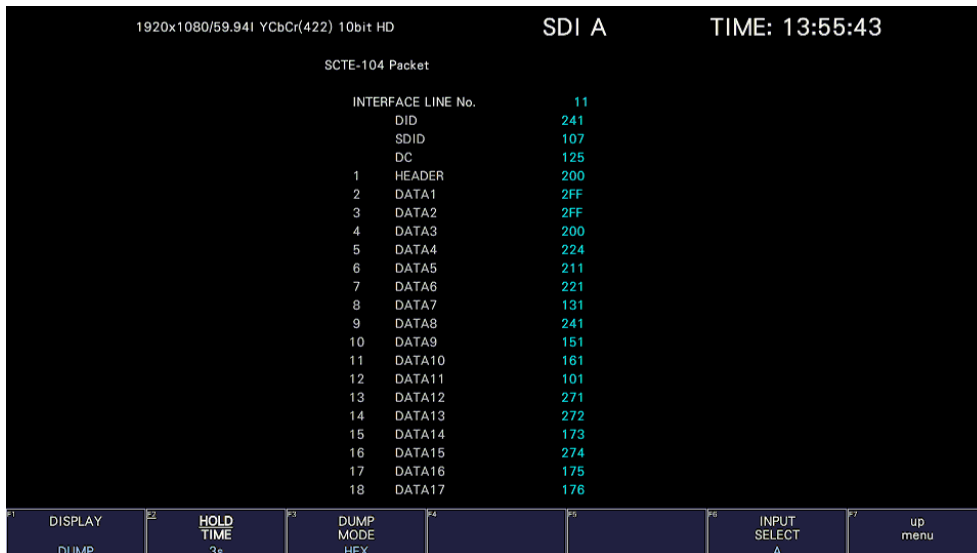 1920x1080/59.94I YCbCr(422) 10bit HD SDI A TIME: 13:55:43
SCTE-104 Packet
INTERFACE LINE No. 11
DID 241
SDID 107
DC 125
1 HEADER 200
2 DATA1 2FF
3 DATA2 2FF
4 DATA3 200
5 DATA4 224
6 DATA5 211
7 DATA6 221
8 DATA7 131
9 DATA8 241
10 DATA9 151
11 DATA10 161
12 DATA11 101
13 DATA12 271
14 DATA13 272
15 DATA14 173
16 DATA15 274
17 DATA16 175
18 DATA17 176
F1 DISPLAY F2 HOLD F3 DUMP F4 F5 F6 INPUT F7 up
TIME MODE SELECT menu
DUMP 3s HEX A